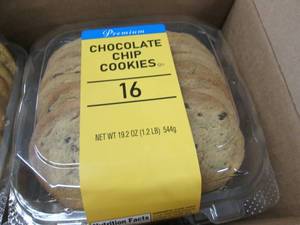 Premium
CHOCOLATE
CHIP
COOKIES
16
NET WT 19.2 OZ (1.2 LB) 544g
Nutrition Facts